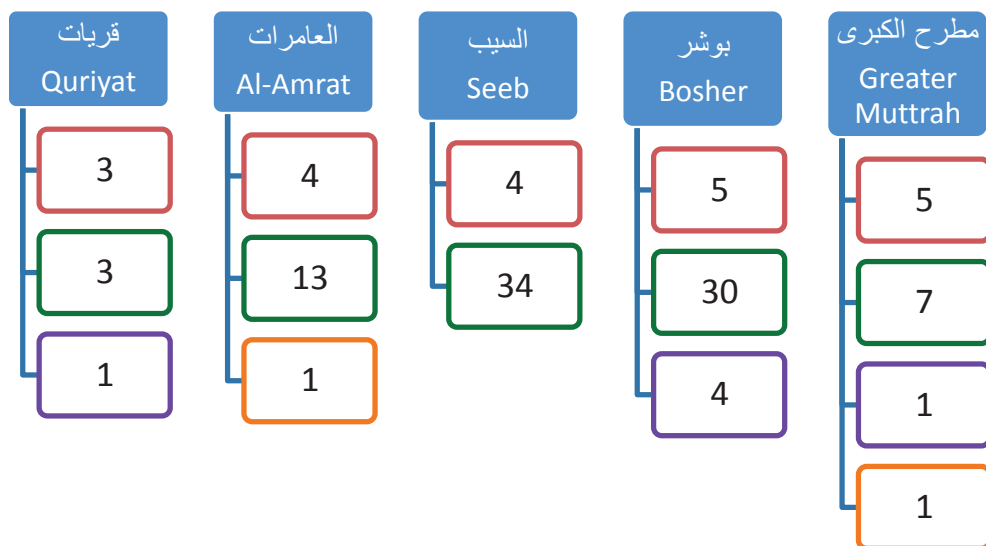 قريات
Quriyat
3
3
1
العامرات
Al-Amrat
4
13
1
السيب
Seeb
4
34
بوشر
Bosher
5
30
4
مطرح الكبرى
Greater
Muttrah
5
7
1
1